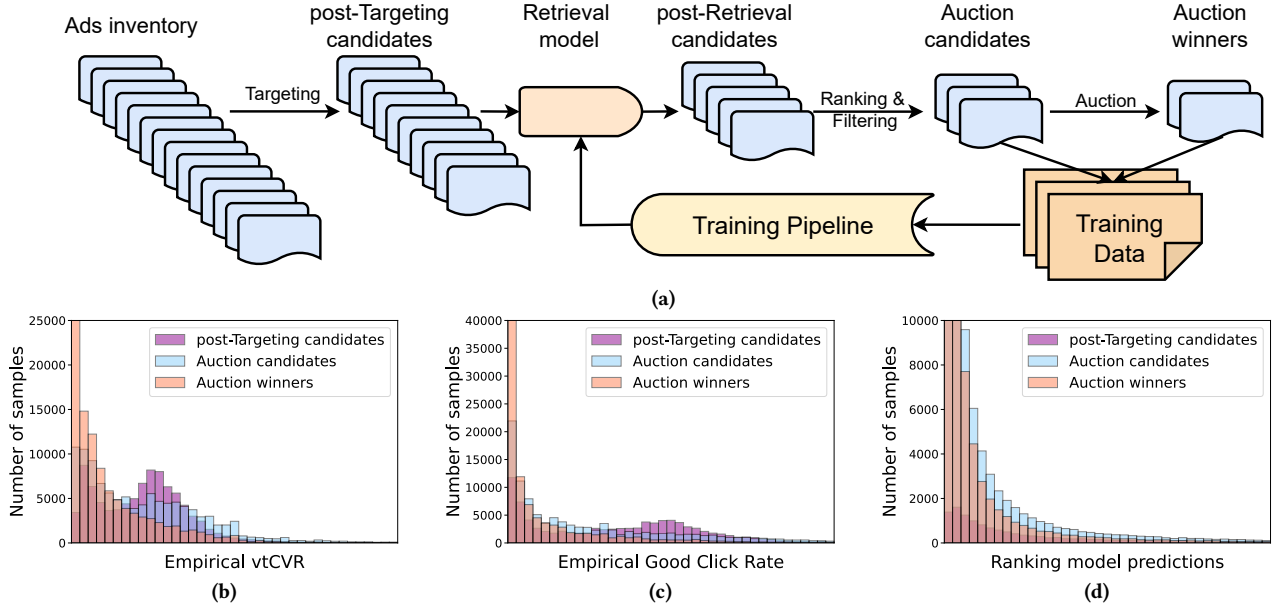 Ads inventory
post-Targeting
candidates
Retrieval
model
post-Retrieval
candidates
Auction
candidates
Auction
winners
Targeting
Ranking &
Filtering
Auction
Training Pipeline
Training
Data
(a)
25000
20000
15000
10000
5000
0
Number of samples
post-Targeting candidates
Auction candidates
Auction winners
Empirical vtCVR
(b)
40000
35000
30000
25000
20000
15000
10000
5000
0
Number of samples
post-Targeting candidates
Auction candidates
Auction winners
Empirical Good Click Rate
(c)
10000
8000
6000
4000
2000
0
Number of samples
post-Targeting candidates
Auction candidates
Auction winners
Ranking model predictions
(d)